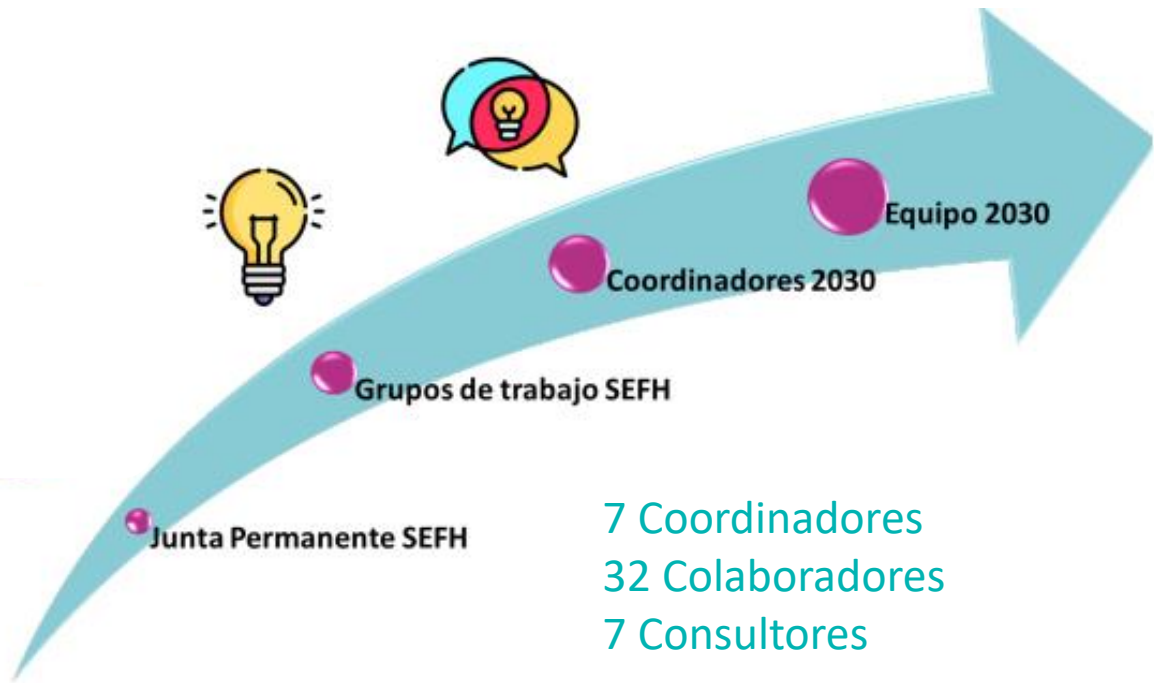 Equipo 2030
Coordinadores 2030
Grupos de trabajo SEFH
Junta Permanente SEFH
7 Coordinadores
32 Colaboradores
7 Consultores